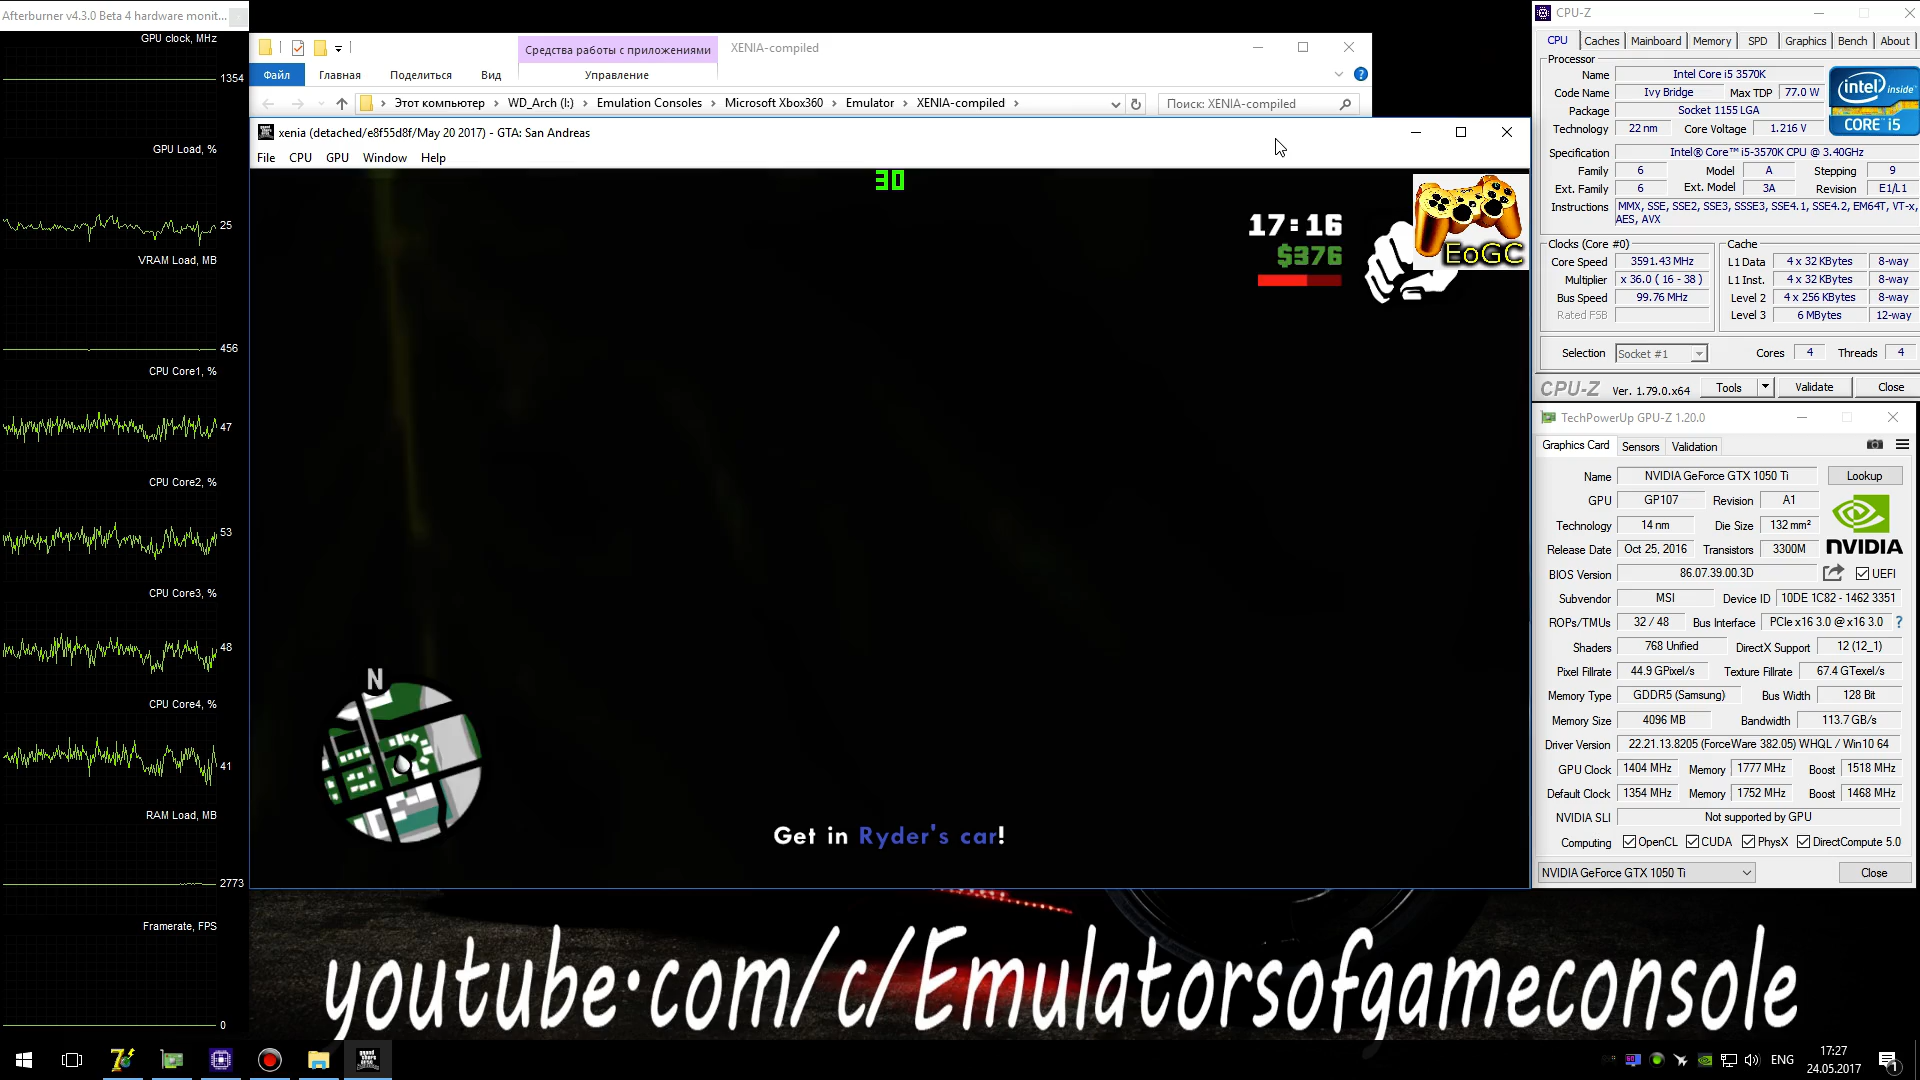 Afterburner v4.3.0 Beta 4 hardware monit...
GPU clock, MHz
1354
GPU Load, %
25
VRAM Load, MB
456
CPU Core1, %
47
CPU Core2, %
53
CPU Core3, %
48
CPU Core4, %
41
RAM Load, MB
2773
Framerate, FPS
0
Средства работы с приложениями
XENIA-compiled
Файл Главная Поделиться Вид Управление
Этот компьютер WD_Arch (I:) Emulation Consoles Microsoft Xbox360 Emulator XENIA-compiled
Поиск: XENIA-compiled
xenia (detached/e8f55d8f/May 20 2017) - GTA: San Andreas
File CPU GPU Window Help
30
17:16
$376
EoGC
N
Get in Ryder's car!
youtube.com/c/Emulatorsofgameconsole
CPU-Z
CPU Caches Mainboard Memory SPD Graphics Bench About
Processor
Name Intel Core i5 3570K
Code Name Ivy Bridge Max TDP 77.0 W
Package Socket 1155 LGA
Technology 22 nm Core Voltage 1.216 V
intel inside
CORE i5
Specification Intel® Core™ i5-3570K CPU @ 3.40GHz
Family 6 Model A Stepping 9
Ext. Family 6 Ext. Model 3A Revision E1/L1
Instructions MMX, SSE, SSE2, SSE3, SSSE3, SSE4.1, SSE4.2, EM64T, VT-x,
AES, AVX
Clocks (Core #0)
Core Speed 3591.43 MHz
Multiplier x 36.0 ( 16 - 38 )
Bus Speed 99.76 MHz
Rated FSB
Cache
L1 Data 4 x 32 KBytes 8-way
L1 Inst. 4 x 32 KBytes 8-way
Level 2 4 x 256 KBytes 8-way
Level 3 6 MBytes 12-way
Selection Socket #1 Cores 4 Threads 4
CPU-Z Ver. 1.79.0.x64 Tools Validate Close
TechPowerUp GPU-Z 1.20.0
Graphics Card Sensors Validation
Name NVIDIA GeForce GTX 1050 Ti Lookup
GPU GP107 Revision A1
Technology 14 nm Die Size 132 mm²
Release Date Oct 25, 2016 Transistors 3300M
NVIDIA
BIOS Version 86.07.39.00.3D UEFI
Subvendor MSI Device ID 10DE 1C82 - 1462 3351
ROPs/TMUs 32 / 48 Bus Interface PCIe x16 3.0 @ x16 3.0 ?
Shaders 768 Unified DirectX Support 12 (12_1)
Pixel Fillrate 44.9 GPixel/s Texture Fillrate 67.4 GTexel/s
Memory Type GDDR5 (Samsung) Bus Width 128 Bit
Memory Size 4096 MB Bandwidth 113.7 GB/s
Driver Version 22.21.13.8205 (ForceWare 382.05) WHQL / Win10 64
GPU Clock 1404 MHz Memory 1777 MHz Boost 1518 MHz
Default Clock 1354 MHz Memory 1752 MHz Boost 1468 MHz
NVIDIA SLI Not supported by GPU
Computing OpenCL CUDA PhysX DirectCompute 5.0
NVIDIA GeForce GTX 1050 Ti Close
ENG
17:27
24.05.2017
1